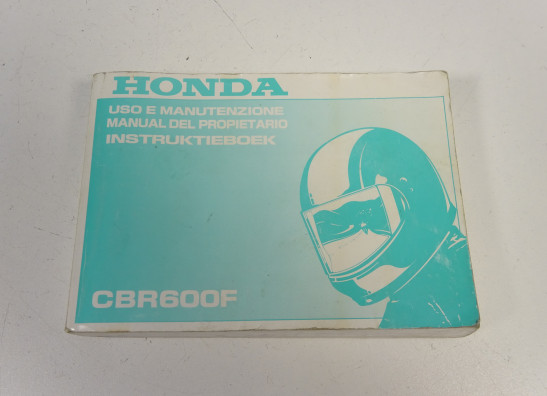 HONDA
USO E MANUTENZIONE
MANUAL DEL PROPIETARIO
INSTRUKTIEBOEK
CBR600F